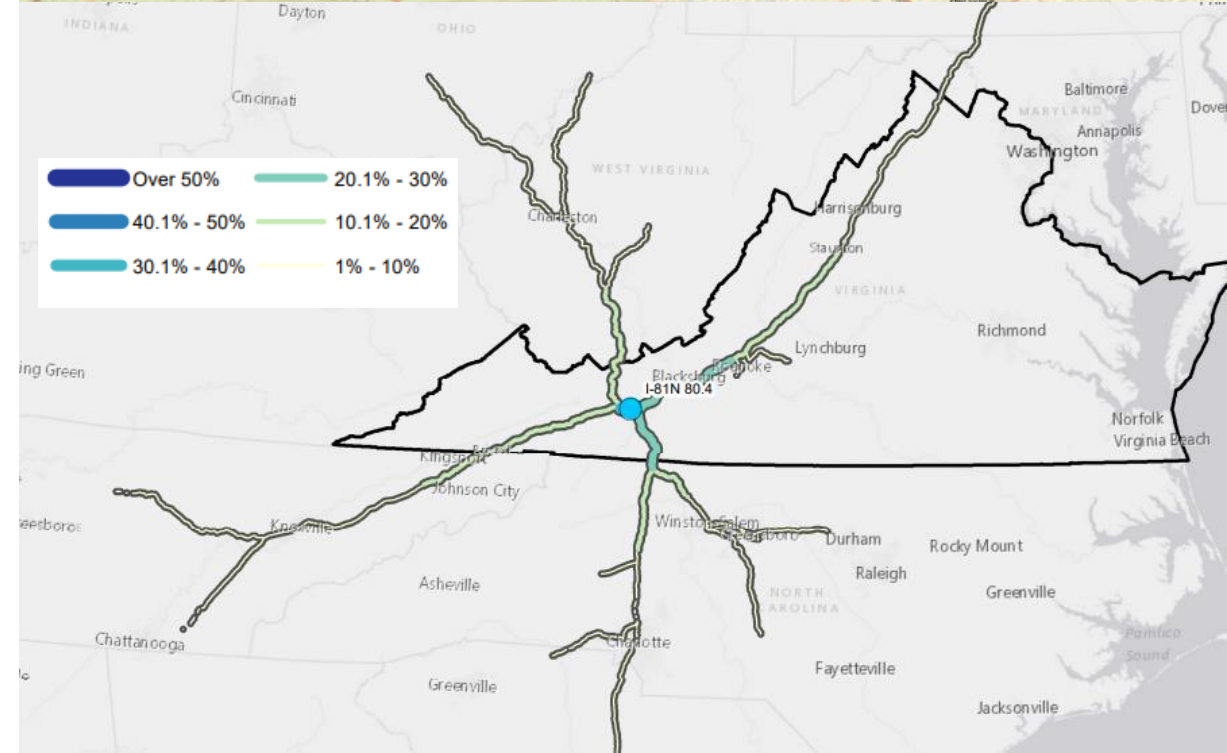 Dayton
INDIANA
OHIO
Cincinnati
Baltimore
MARYLAND
Dove
Annapolis
Washington
WEST VIRGINIA
Over 50%
20.1% - 30%
40.1% - 50%
10.1% - 20%
30.1% - 40%
1% - 10%
Charleston
Harrisonburg
Staunton
VIRGINIA
Richmond
Lynchburg
Roanoke
ing Green
Blacksburg
I-81N 80.4
Norfolk
Virginia Beach
Kingsport
Johnson City
eesboro
Knoxville
Winston-Salem
Greensboro
Durham
Rocky Mount
Raleigh
Asheville
Greenville
NORTH
CAROLINA
Chattanooga
Charlotte
Pamlico
Sound
Fayetteville
Greenville
Jacksonville